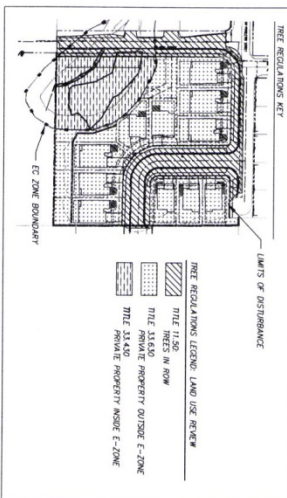 TREE REGULATIONS KEY
LIMITS OF DISTURBANCE
EC ZONE BOUNDARY
TREE REGULATIONS LEGEND: LAND USE REVIEW
TITLE 11.50:
TREES IN ROW
TITLE 33.630
PRIVATE PROPERTY OUTSIDE E-ZONE
TITLE 33.430
PRIVATE PROPERTY INSIDE E-ZONE